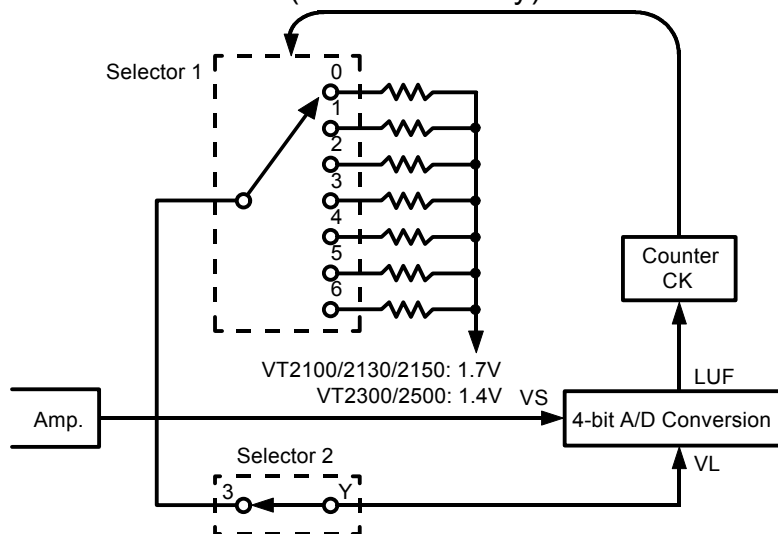 Selector 1
0
1
2
3
4
5
6
Counter
CK
VT2100/2130/2150: 1.7V
VT2300/2500: 1.4V
VS
LUF
Amp.
4-bit A/D Conversion
Selector 2
VL
3
Y